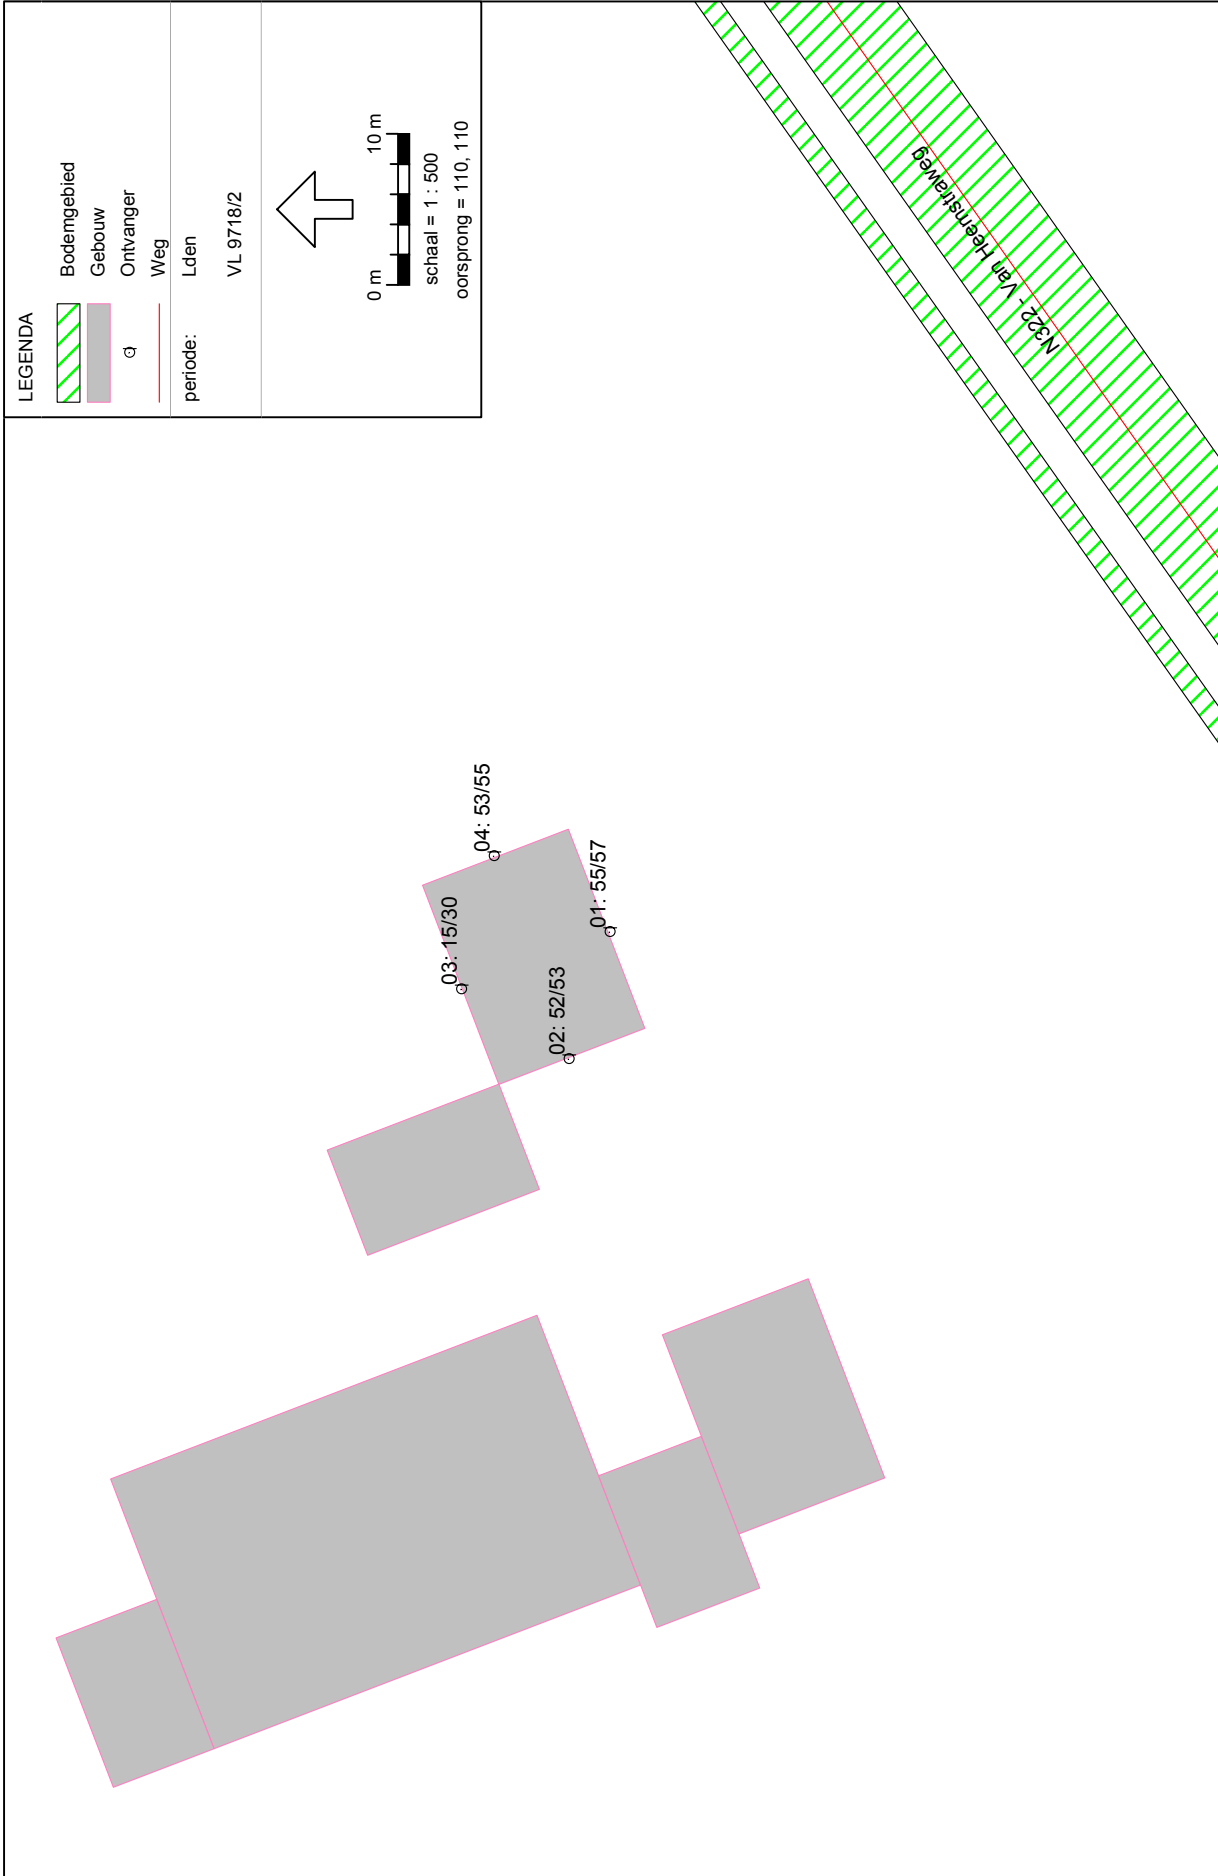 LEGENDA
Bodemgebied
Gebouw
Ontvanger
Weg
periode: Lden
VL 9718/2
0 m 10 m
schaal = 1 : 500
oorsprong = 110, 110
N322 - Van Heemstraweg
04: 53/55
03: 15/30
01: 55/57
02: 52/53